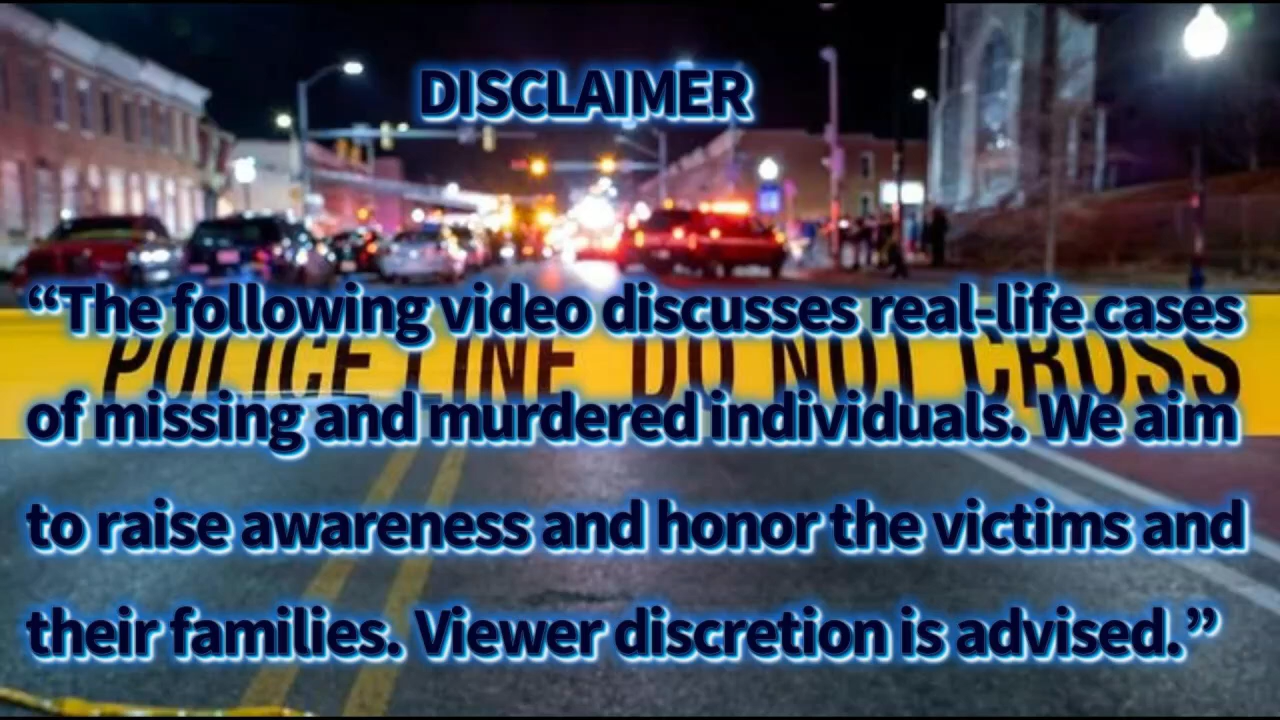 DISCLAIMER
“The following video discusses real-life cases
POLICE LINE DO NOT CROSS
of missing and murdered individuals. We aim
to raise awareness and honor the victims and
their families. Viewer discretion is advised.”